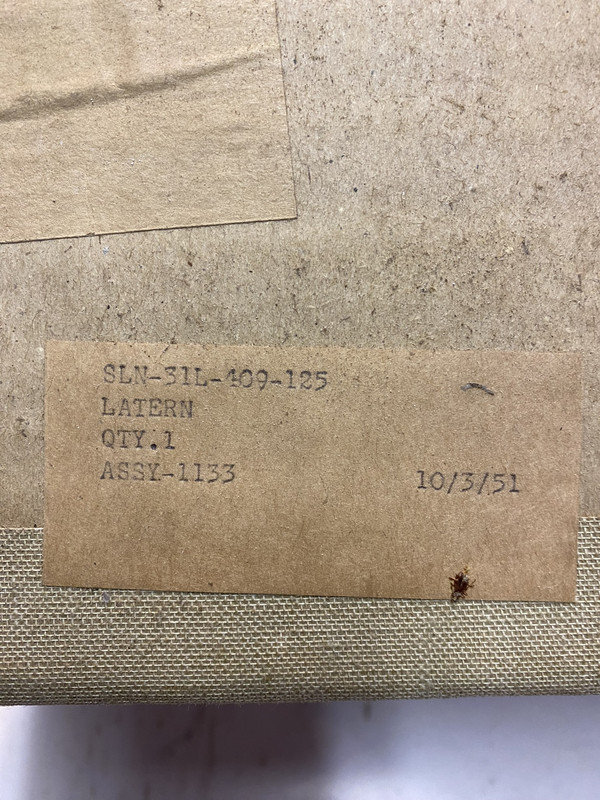 SLN-31L-409-125
LATERN
QTY.1
ASSY-1133 10/3/51